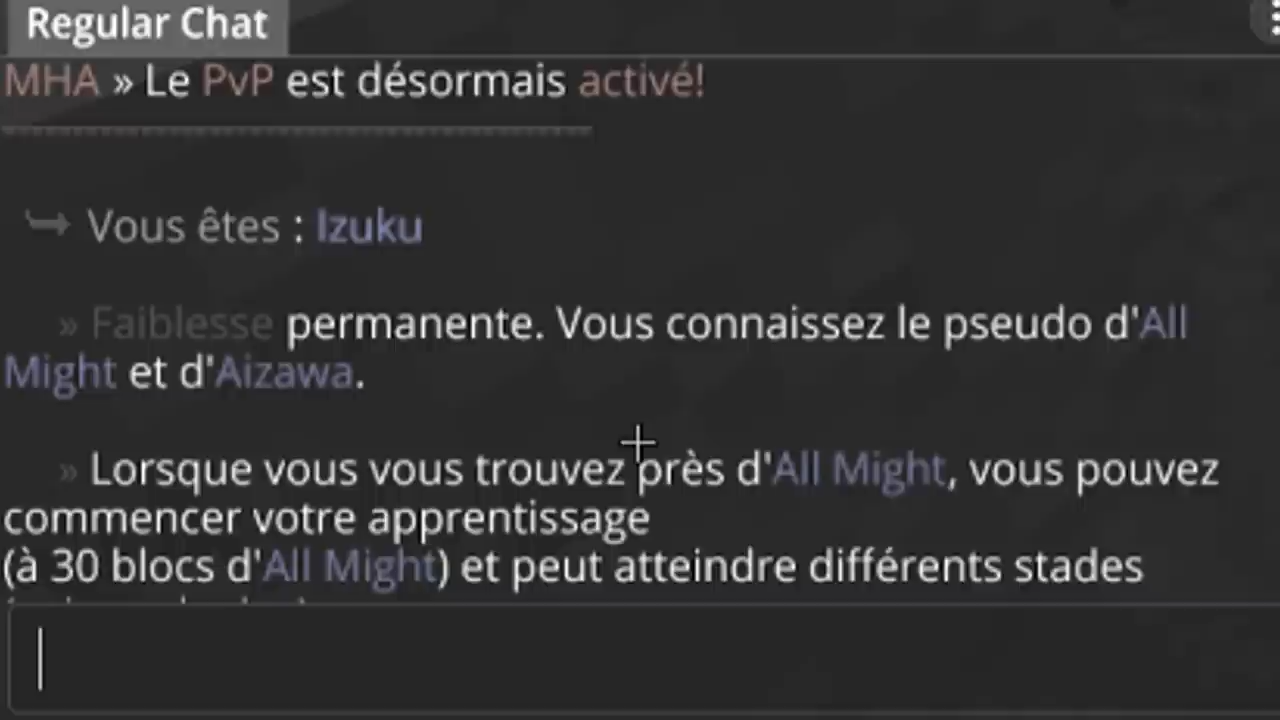 Regular Chat
MHA » Le PvP est désormais activé!
↪ Vous êtes : Izuku
» Faiblesse permanente. Vous connaissez le pseudo d'All
Might et d'Aizawa.
» Lorsque vous vous trouvez près d'All Might, vous pouvez
commencer votre apprentissage
(à 30 blocs d'All Might) et peut atteindre différents stades